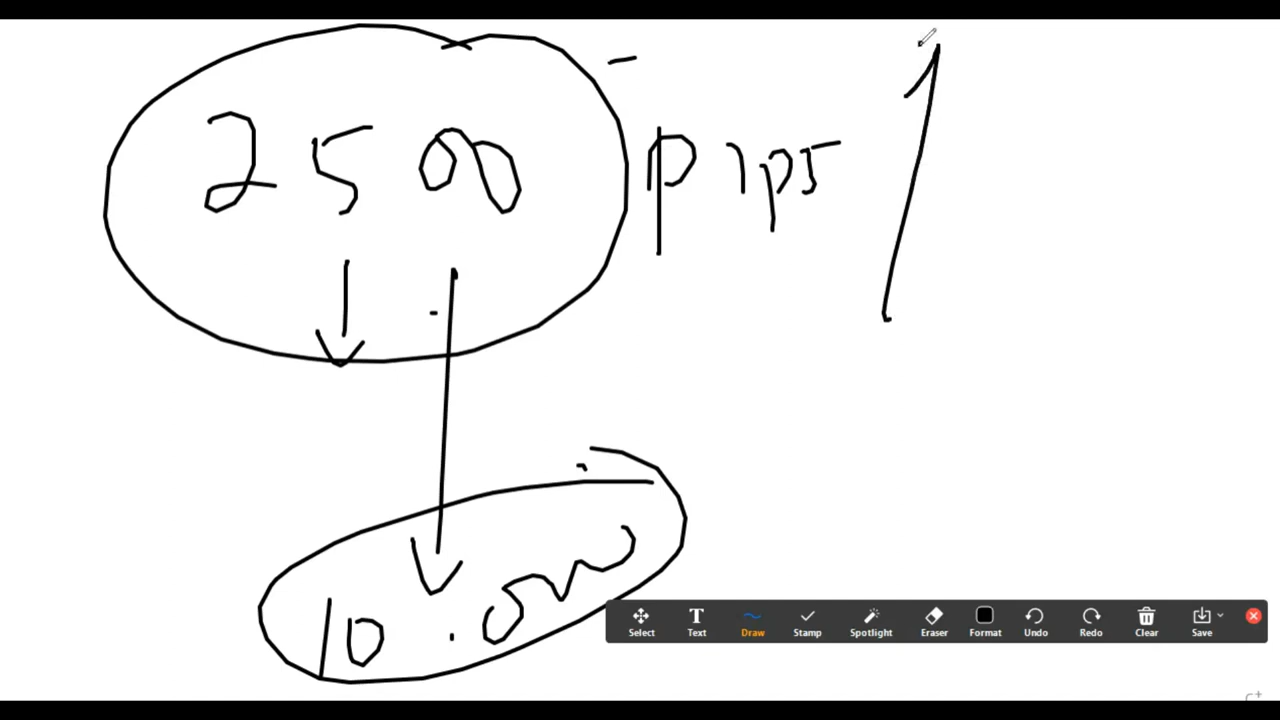 2500 pips
10.000
Select Text Draw Stamp Spotlight Eraser Format Undo Redo Clear Save